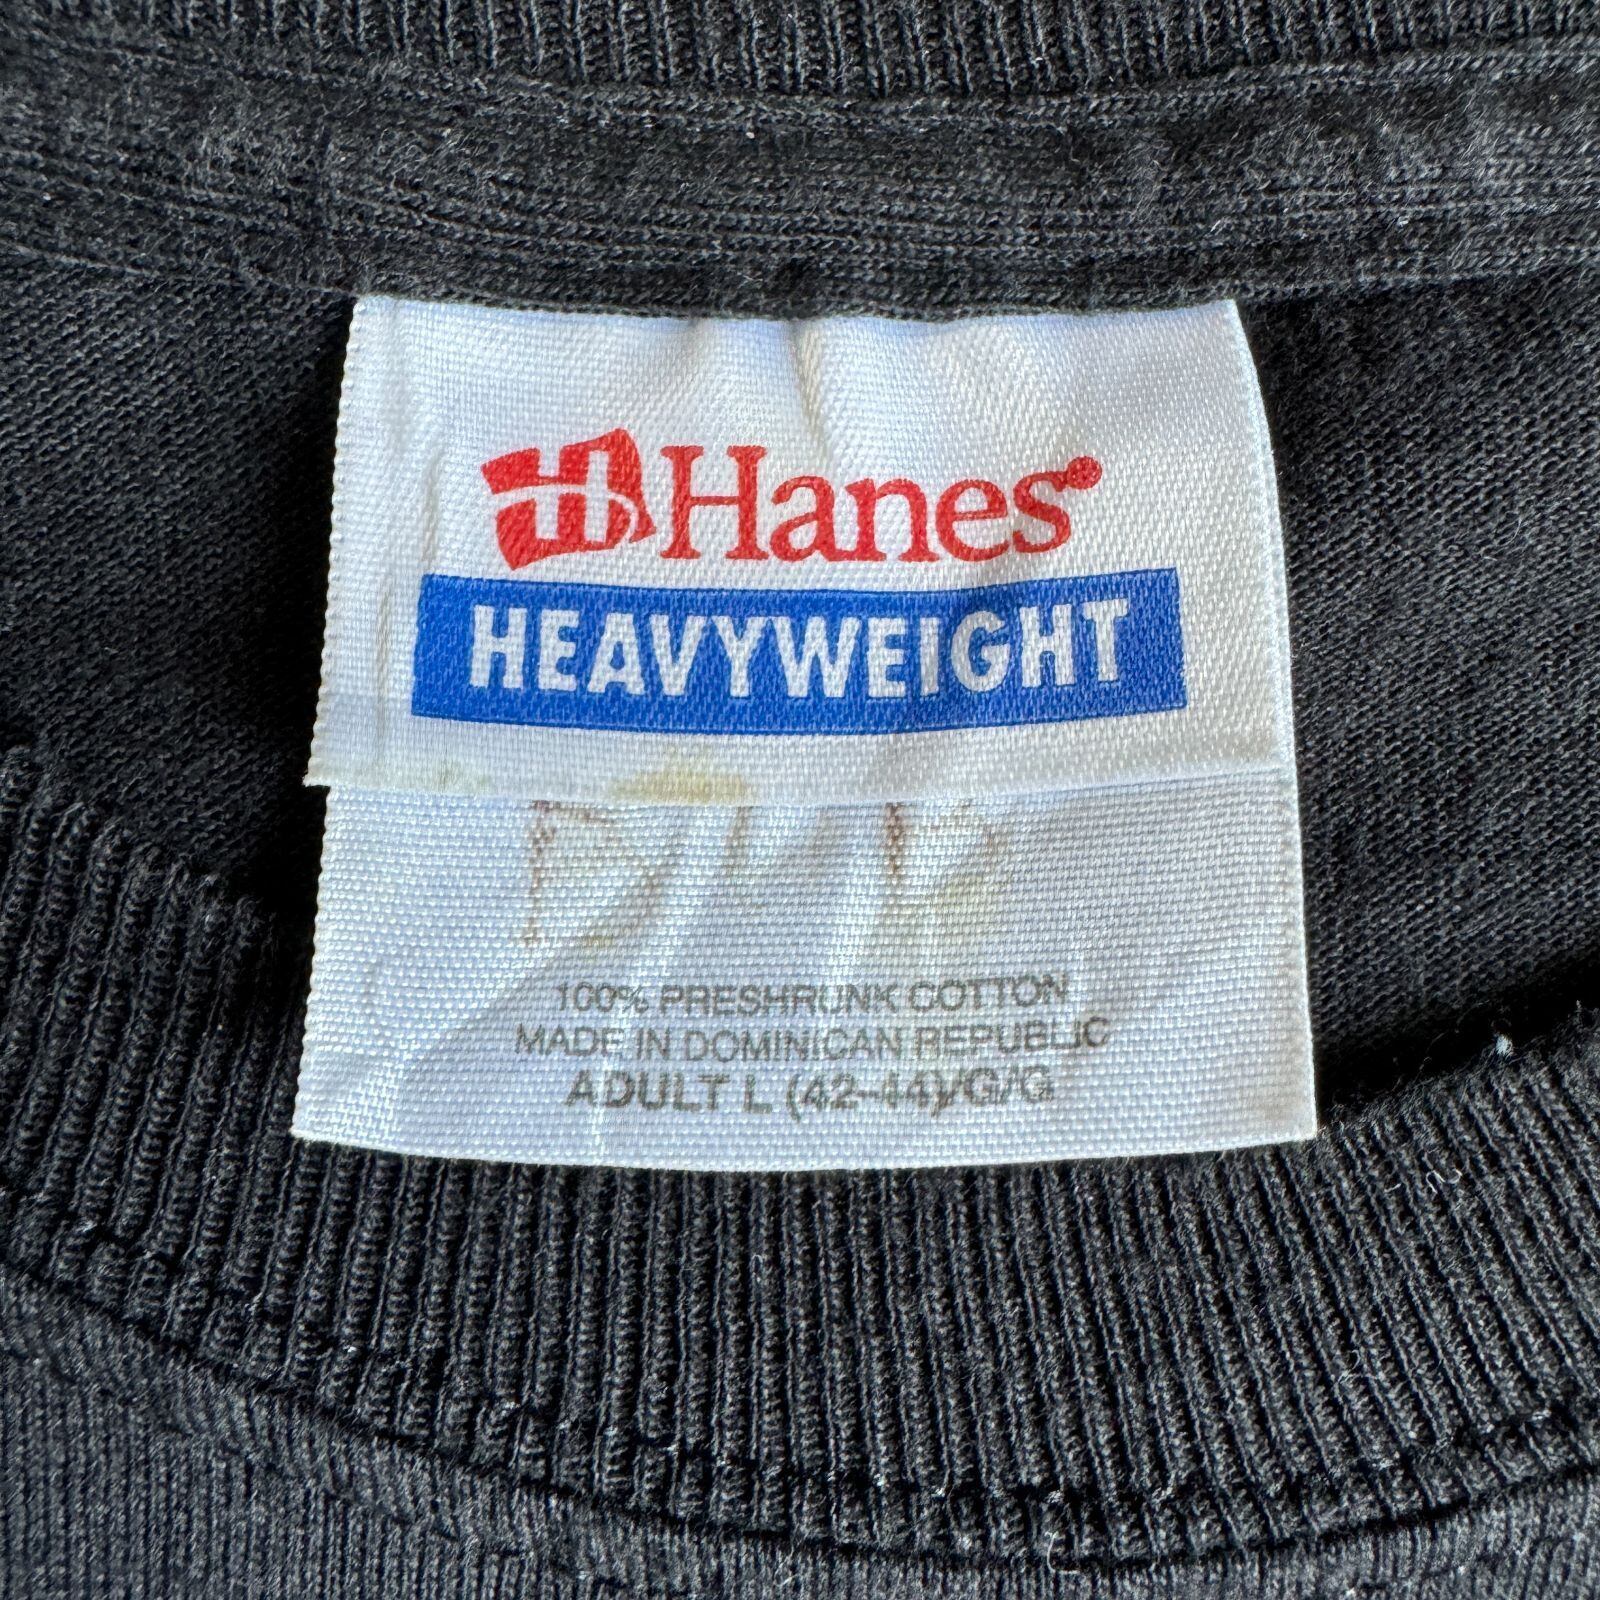 H Hanes
HEAVYWEIGHT
100% PRESHRUNK COTTON
MADE IN DOMINICAN REPUBLIC
ADULT L (42-44)/G/G